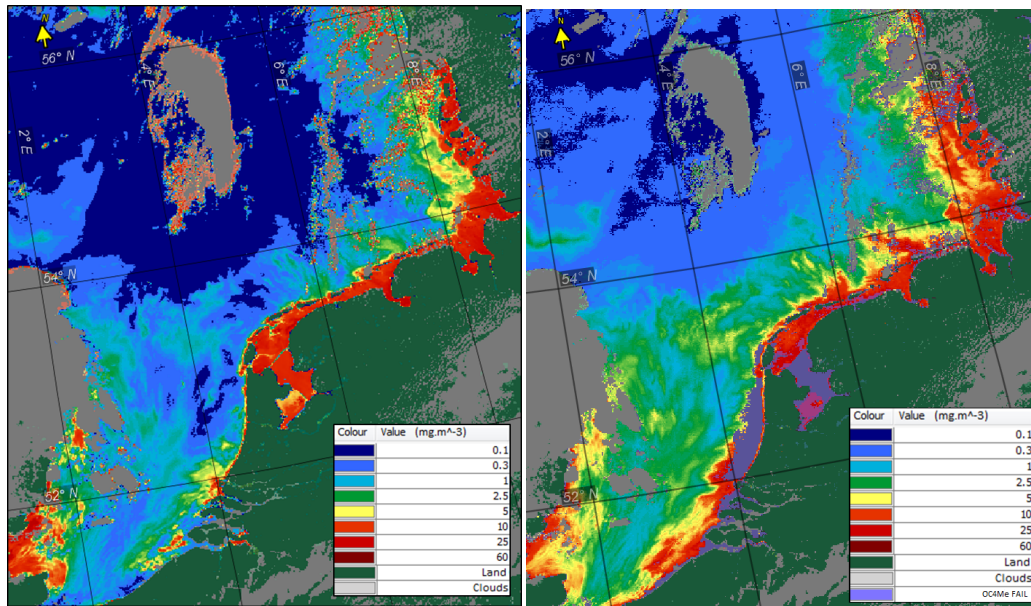 N
56° N
4° E
6° E
8° E
2° E
54° N
52° N
Colour Value (mg.m^-3)
0.1
0.3
1
2.5
5
10
25
60
Land
Clouds
N
56° N
4° E
6° E
8° E
2° E
54° N
52° N
Colour Value (mg.m^-3)
0.1
0.3
1
2.5
5
10
25
60
Land
Clouds
OC4Me FAIL